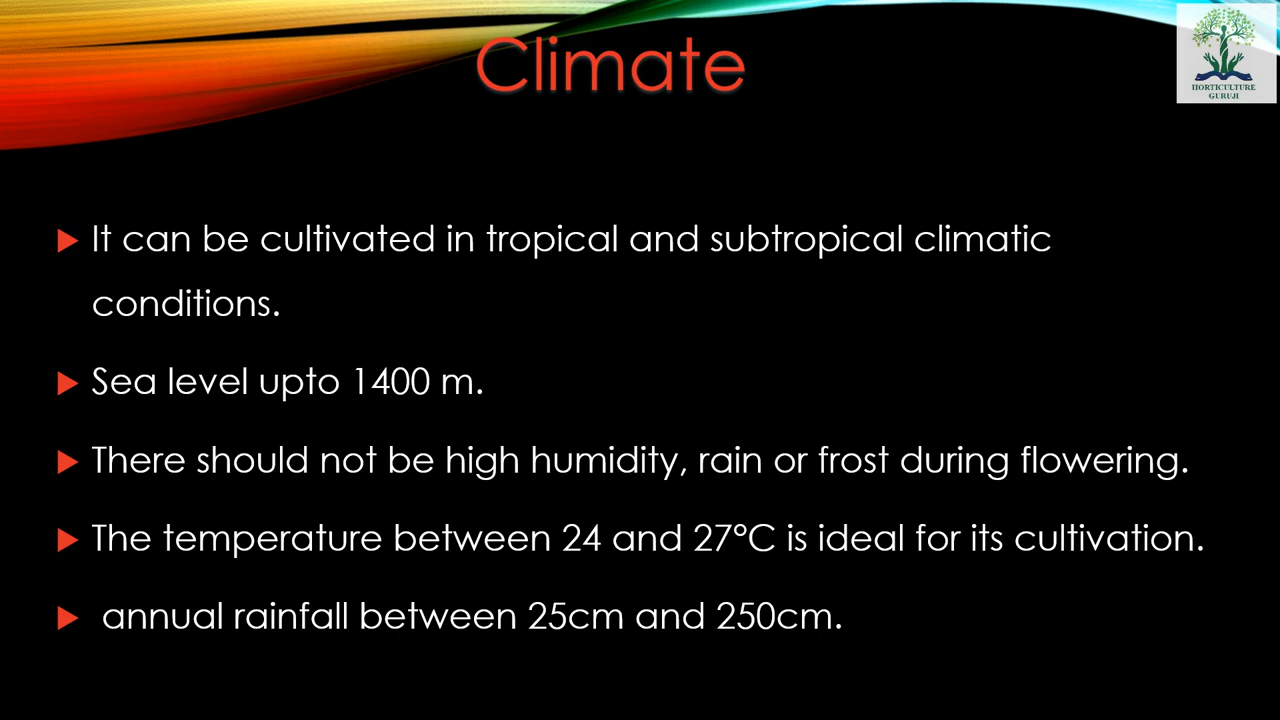 Climate
HORTICULTURE
GURUJI
It can be cultivated in tropical and subtropical climatic
conditions.
Sea level upto 1400 m.
There should not be high humidity, rain or frost during flowering.
The temperature between 24 and 27°C is ideal for its cultivation.
annual rainfall between 25cm and 250cm.